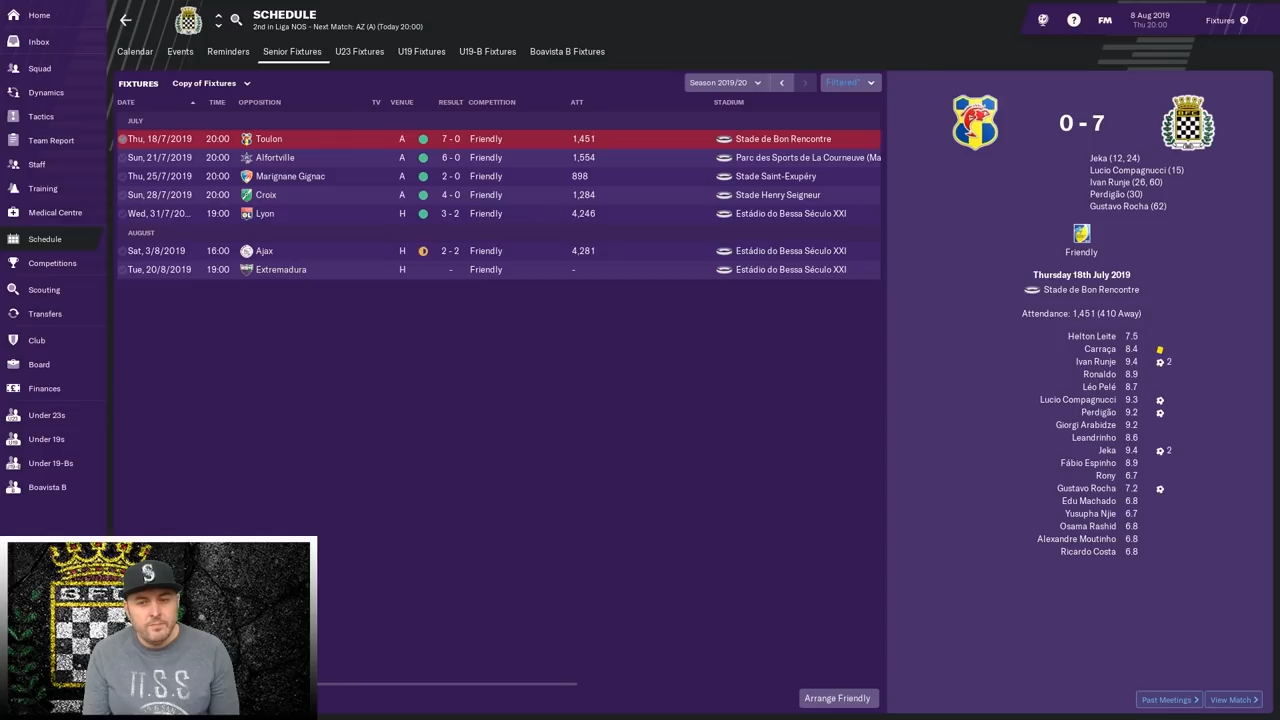 Home
Inbox
Squad
Dynamics
Tactics
Team Report
Staff
Training
Medical Centre
Schedule
Competitions
Scouting
Transfers
Club
Board
Finances
Under 23s
Under 19s
Under 19-Bs
Boavista B
SCHEDULE
2nd in Liga NOS - Next Match: AZ (A) (Today 20:00)
FM
8 Aug 2019
Thu 20:00
Fixtures
Calendar Events Reminders Senior Fixtures U23 Fixtures U19 Fixtures U19-B Fixtures Boavista B Fixtures
FIXTURES Copy of Fixtures Season 2019/20 Filtered*
DATE TIME OPPOSITION TV VENUE RESULT COMPETITION ATT STADIUM
JULY
Thu, 18/7/2019 20:00 Toulon A 7 - 0 Friendly 1,451 Stade de Bon Rencontre
Sun, 21/7/2019 20:00 Alfortville A 6 - 0 Friendly 1,554 Parc des Sports de La Courneuve (Ma
Thu, 25/7/2019 20:00 Marignane Gignac A 2 - 0 Friendly 898 Stade Saint-Exupéry
Sun, 28/7/2019 20:00 Croix A 4 - 0 Friendly 1,284 Stade Henry Seigneur
Wed, 31/7/20... 19:00 Lyon H 3 - 2 Friendly 4,246 Estádio do Bessa Século XXI
AUGUST
Sat, 3/8/2019 16:00 Ajax H 2 - 2 Friendly 4,281 Estádio do Bessa Século XXI
Tue, 20/8/2019 19:00 Extremadura H - Friendly - Estádio do Bessa Século XXI
Arrange Friendly
0 - 7
Jeka (12, 24)
Lucio Compagnucci (15)
Ivan Runje (26, 60)
Perdigão (30)
Gustavo Rocha (62)
Friendly
Thursday 18th July 2019
Stade de Bon Rencontre
Attendance: 1,451 (410 Away)
Helton Leite 7.5
Carraça 8.4
Ivan Runje 9.4 2
Ronaldo 8.9
Léo Pelé 8.7
Lucio Compagnucci 9.3
Perdigão 9.2
Giorgi Arabidze 9.2
Leandrinho 8.6
Jeka 9.4 2
Fábio Espinho 8.9
Rony 6.7
Gustavo Rocha 7.2
Edu Machado 6.8
Yusupha Njie 6.7
Osama Rashid 6.8
Alexandre Moutinho 6.8
Ricardo Costa 6.8
Past Meetings View Match
B.F.C